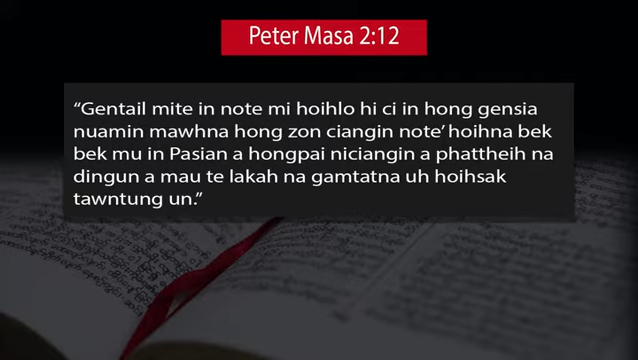 Peter Masa 2:12
“Gentail mite in note mi hoihlo hi ci in hong gensia
nuamin mawhna hong zon ciangin note’ hoihna bek
bek mu in Pasian a hongpai niciangin a phattheih na
dingun a mau te lakah na gamtatna uh hoihsak
tawntung un.”